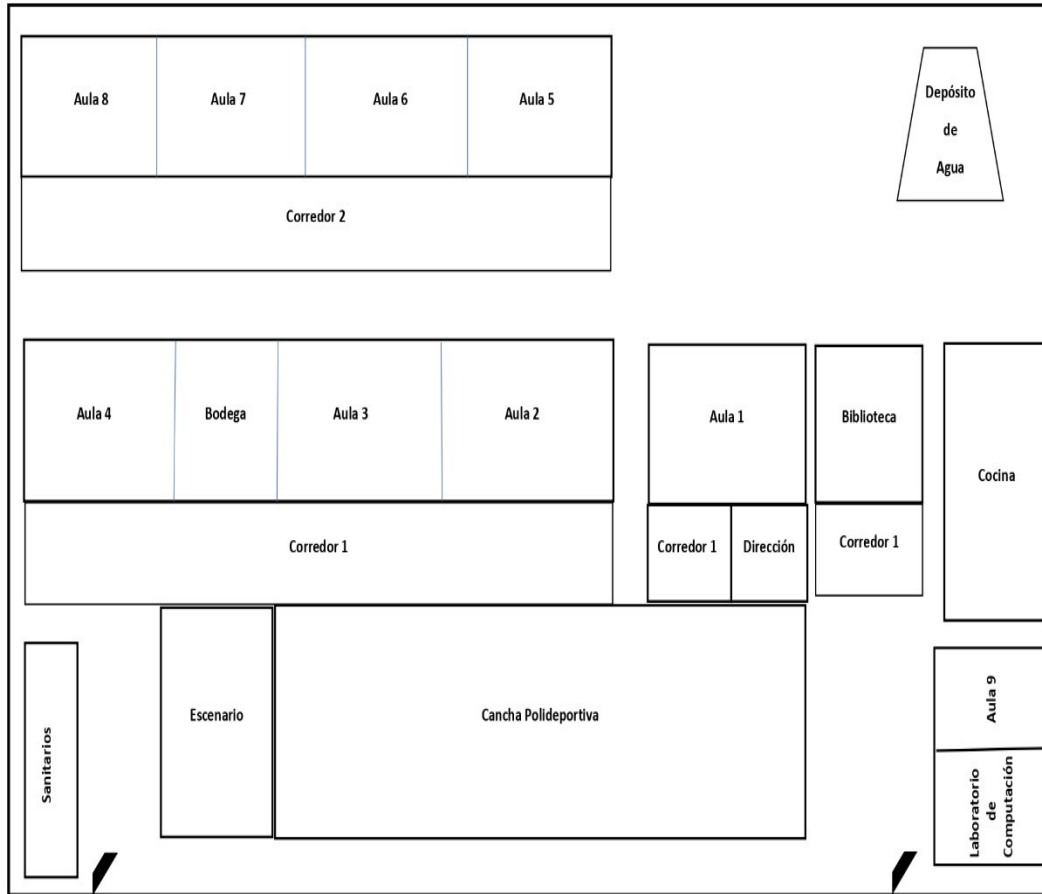 Aula 8
Aula 7
Aula 6
Aula 5
Depósito
de
Agua
Corredor 2
Aula 4
Bodega
Aula 3
Aula 2
Aula 1
Biblioteca
Cocina
Corredor 1
Corredor 1
Dirección
Corredor 1
Sanitarios
Escenario
Cancha Polideportiva
Aula 9
Laboratorio
de
Computación